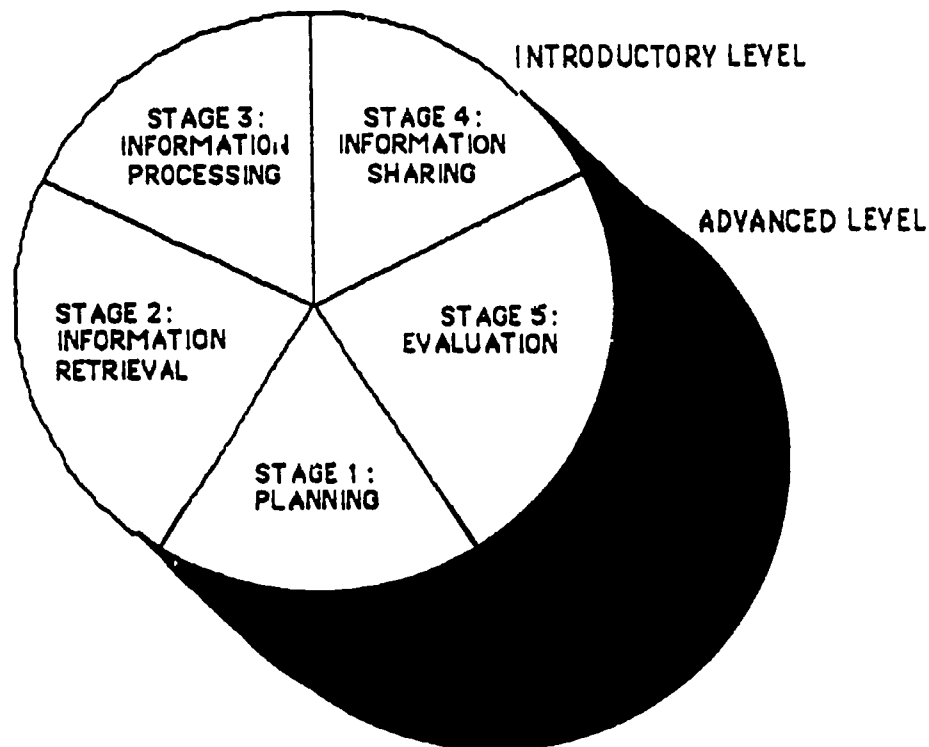 INTRODUCTORY LEVEL
STAGE 3:
INFORMATION
PROCESSING
STAGE 4:
INFORMATION
SHARING
ADVANCED LEVEL
STAGE 2:
INFORMATION
RETRIEVAL
STAGE 5:
EVALUATION
STAGE 1:
PLANNING